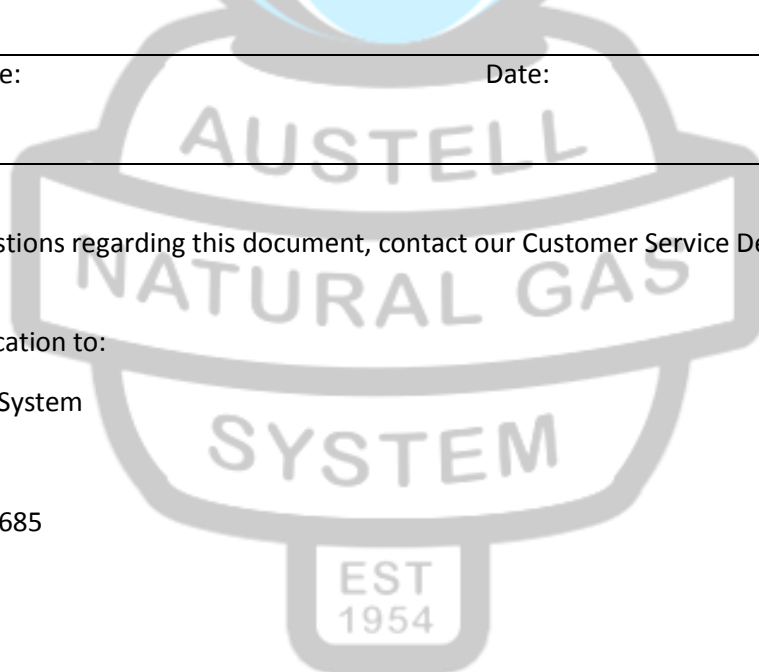 e: Date:
AUSTELL
stions regarding this document, contact our Customer Service De
NATURAL GAS
cation to:
System
SYSTEM
685
EST
1954